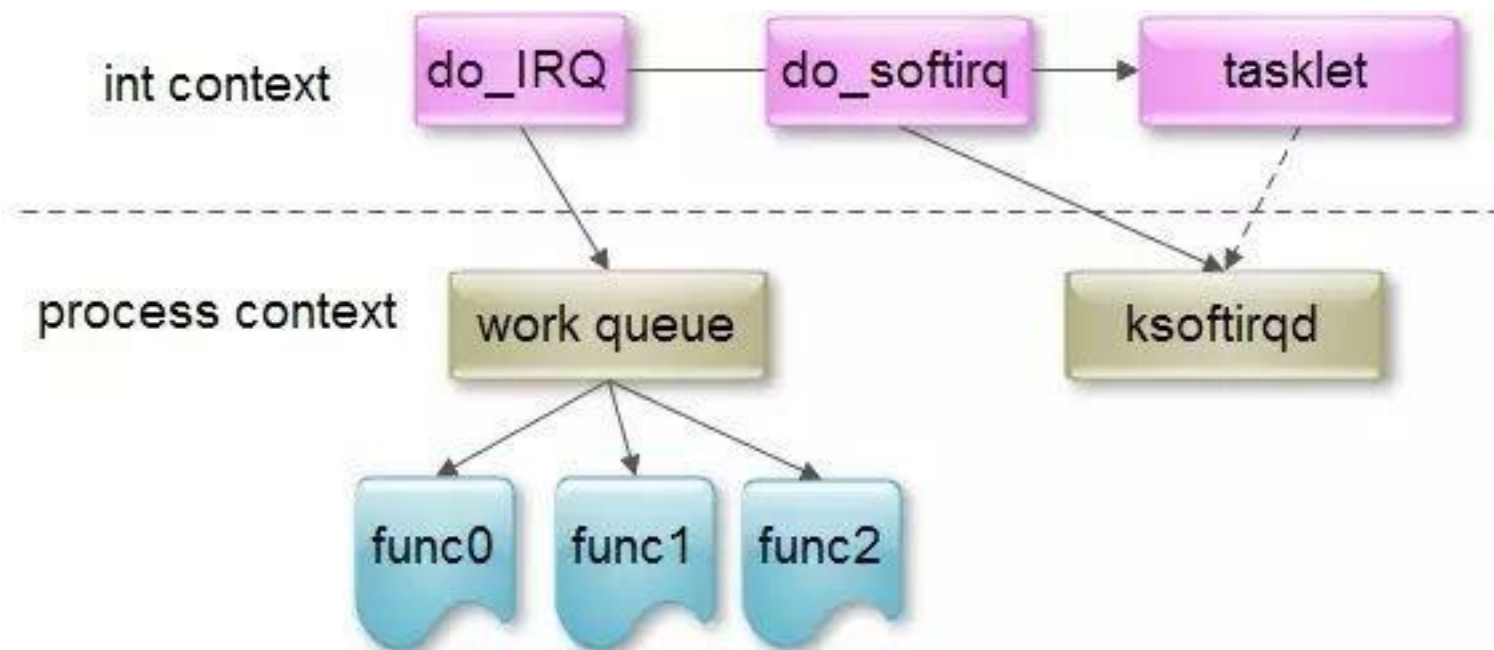 int context
do_IRQ
do_softirq
tasklet
process context
work queue
ksoftirqd
func0
func1
func2